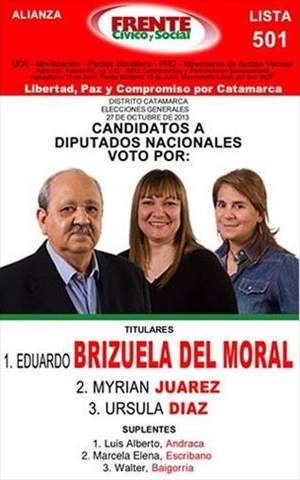 ALIANZA
FRENTE
Cívico y Social
LISTA
501
UCR - Movilización - Partido Socialista - PRO - Movimiento de Acción Vecinal
Libertad, Paz y Compromiso por Catamarca
DISTRITO CATAMARCA
ELECCIONES GENERALES
27 DE OCTUBRE DE 2013
CANDIDATOS A
DIPUTADOS NACIONALES
VOTO POR:
TITULARES
1. EDUARDO BRIZUELA DEL MORAL
2. MYRIAN JUAREZ
3. URSULA DIAZ
SUPLENTES
1. Luis Alberto, Andraca
2. Marcela Elena, Escribano
3. Walter, Baigorria